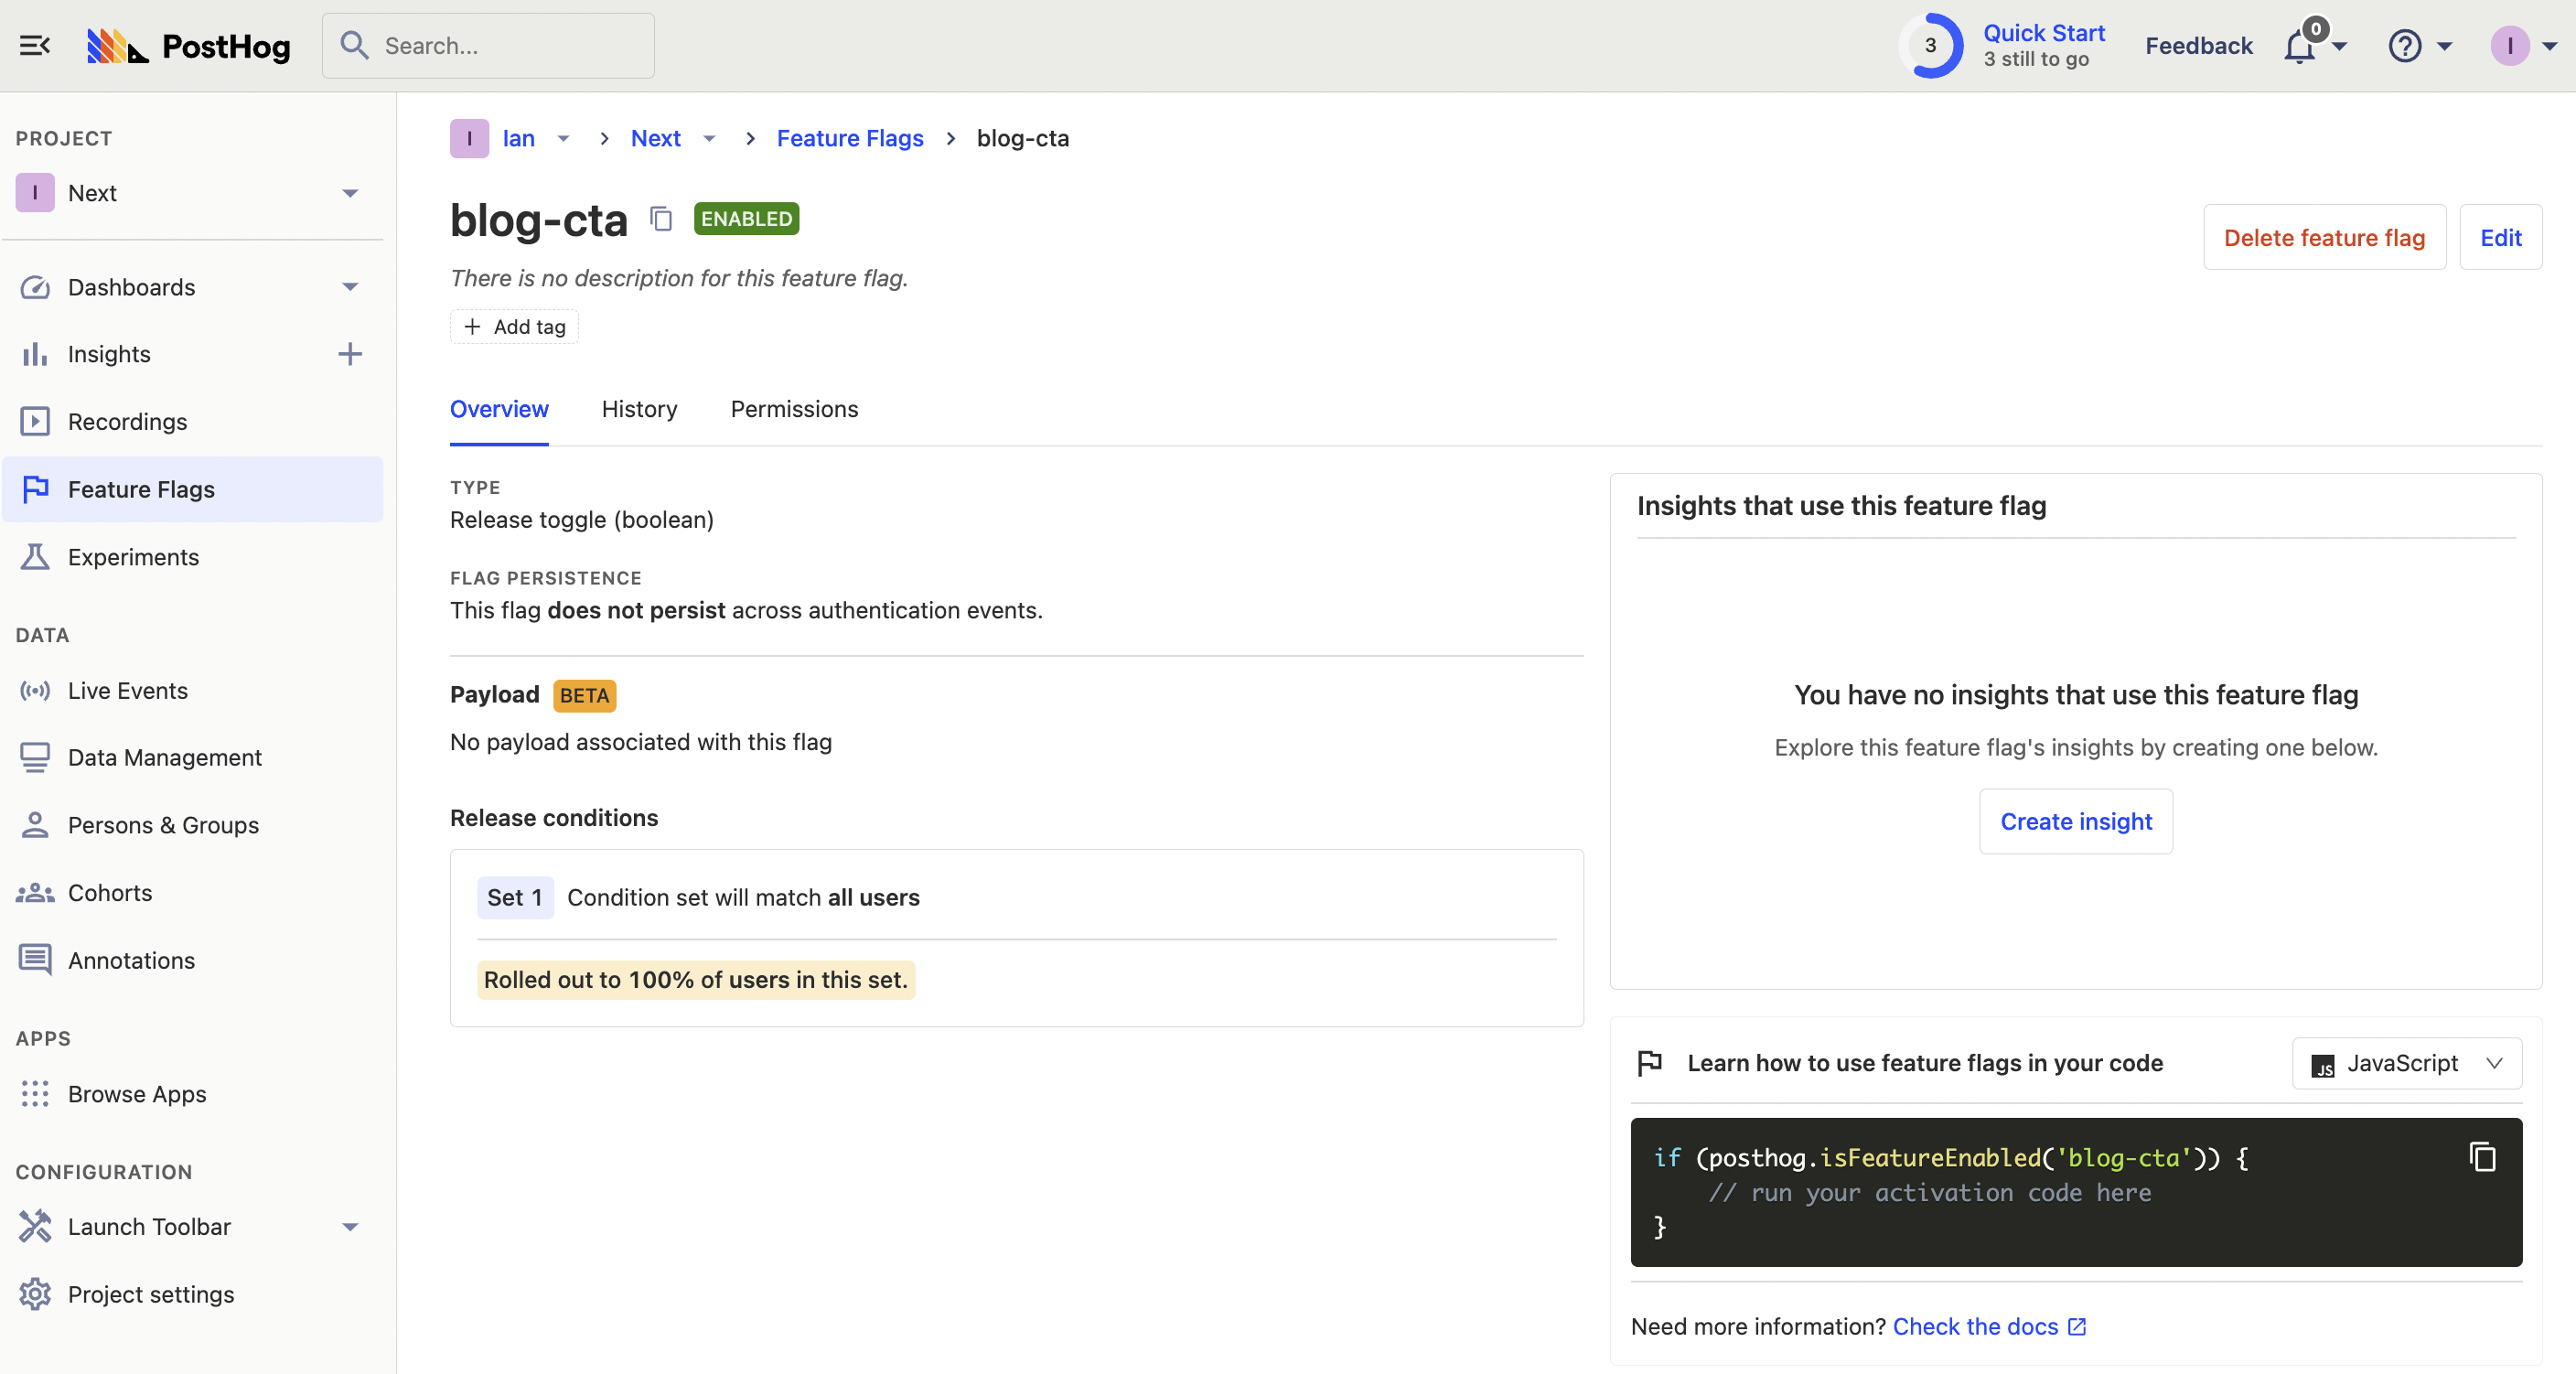 PostHog
Search...
3
Quick Start
3 still to go
Feedback
0
I
PROJECT
I Next
Dashboards
Insights
Recordings
Feature Flags
Experiments
DATA
Live Events
Data Management
Persons & Groups
Cohorts
Annotations
APPS
Browse Apps
CONFIGURATION
Launch Toolbar
Project settings
I Ian > Next > Feature Flags > blog-cta
blog-cta ENABLED
Delete feature flag
Edit
There is no description for this feature flag.
+ Add tag
Overview History Permissions
TYPE
Release toggle (boolean)
FLAG PERSISTENCE
This flag does not persist across authentication events.
Payload BETA
No payload associated with this flag
Release conditions
Set 1 Condition set will match all users
Rolled out to 100% of users in this set.
Insights that use this feature flag
You have no insights that use this feature flag
Explore this feature flag's insights by creating one below.
Create insight
Learn how to use feature flags in your code
JS JavaScript
if (posthog.isFeatureEnabled('blog-cta')) {
// run your activation code here
}
Need more information? Check the docs